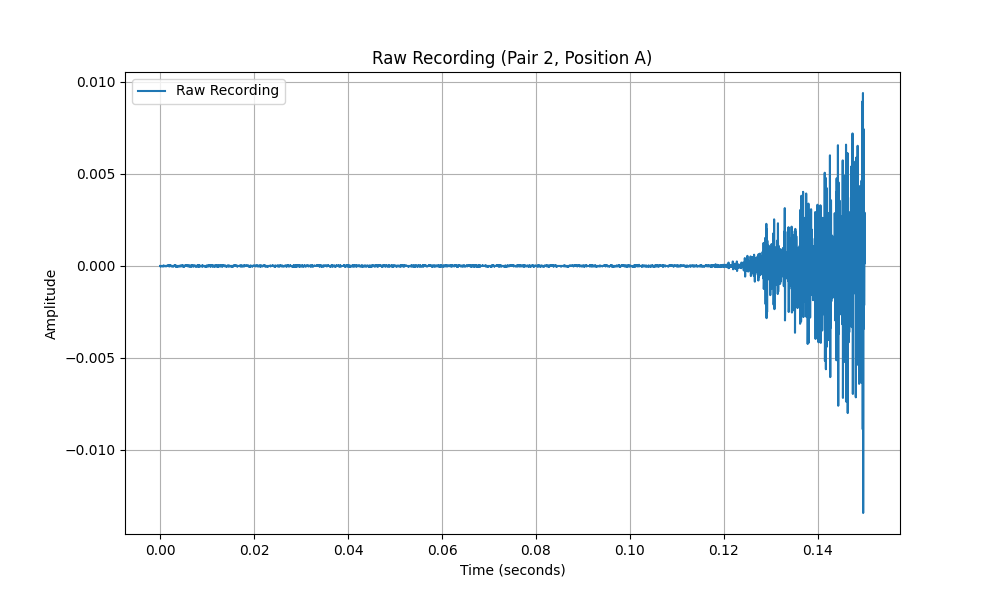 Raw Recording (Pair 2, Position A)
Raw Recording
0.010
0.005
0.000
−0.005
−0.010
Amplitude
0.00 0.02 0.04 0.06 0.08 0.10 0.12 0.14
Time (seconds)